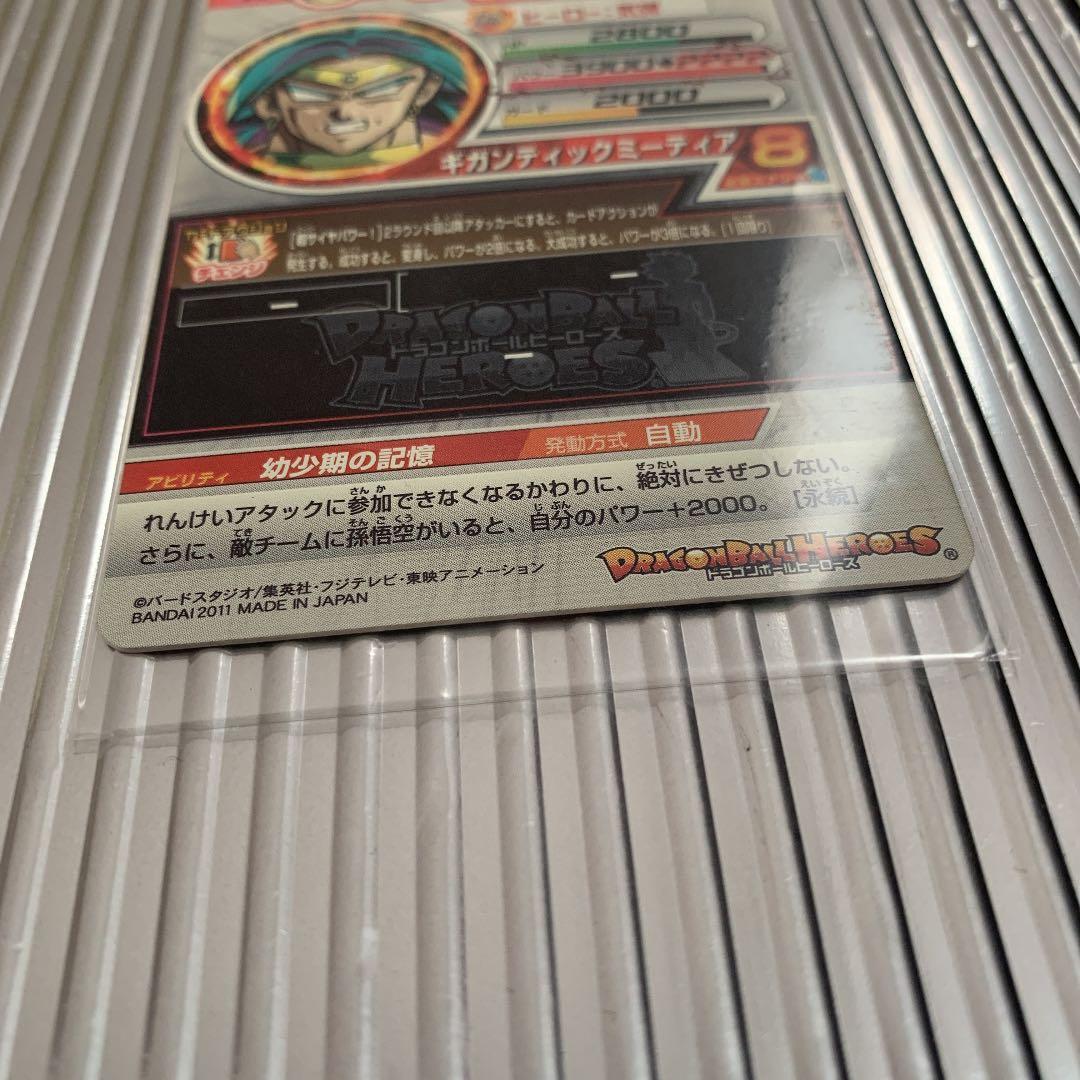 2800
2000
ギガンティックミーティア
8
チェンジ
[超サイヤパワー!]2ラウンド目以降アタッカーにすると、カードアクションが
発生する。成功すると、変身し、パワーが2倍になる。大成功すると、パワーが3倍になる。[1回限り]
DRAGONBALL
ドラゴンボールヒーローズ
HEROES
アビリティ 幼少期の記憶 発動方式 自動
れんけいアタックに参加できなくなるかわりに、絶対にきぜつしない。
さらに、敵チームに孫悟空がいると、自分のパワー+2000。[永続]
DRAGONBALL HEROES®
ドラゴンボールヒーローズ
©バードスタジオ/集英社・フジテレビ・東映アニメーション
BANDAI 2011 MADE IN JAPAN